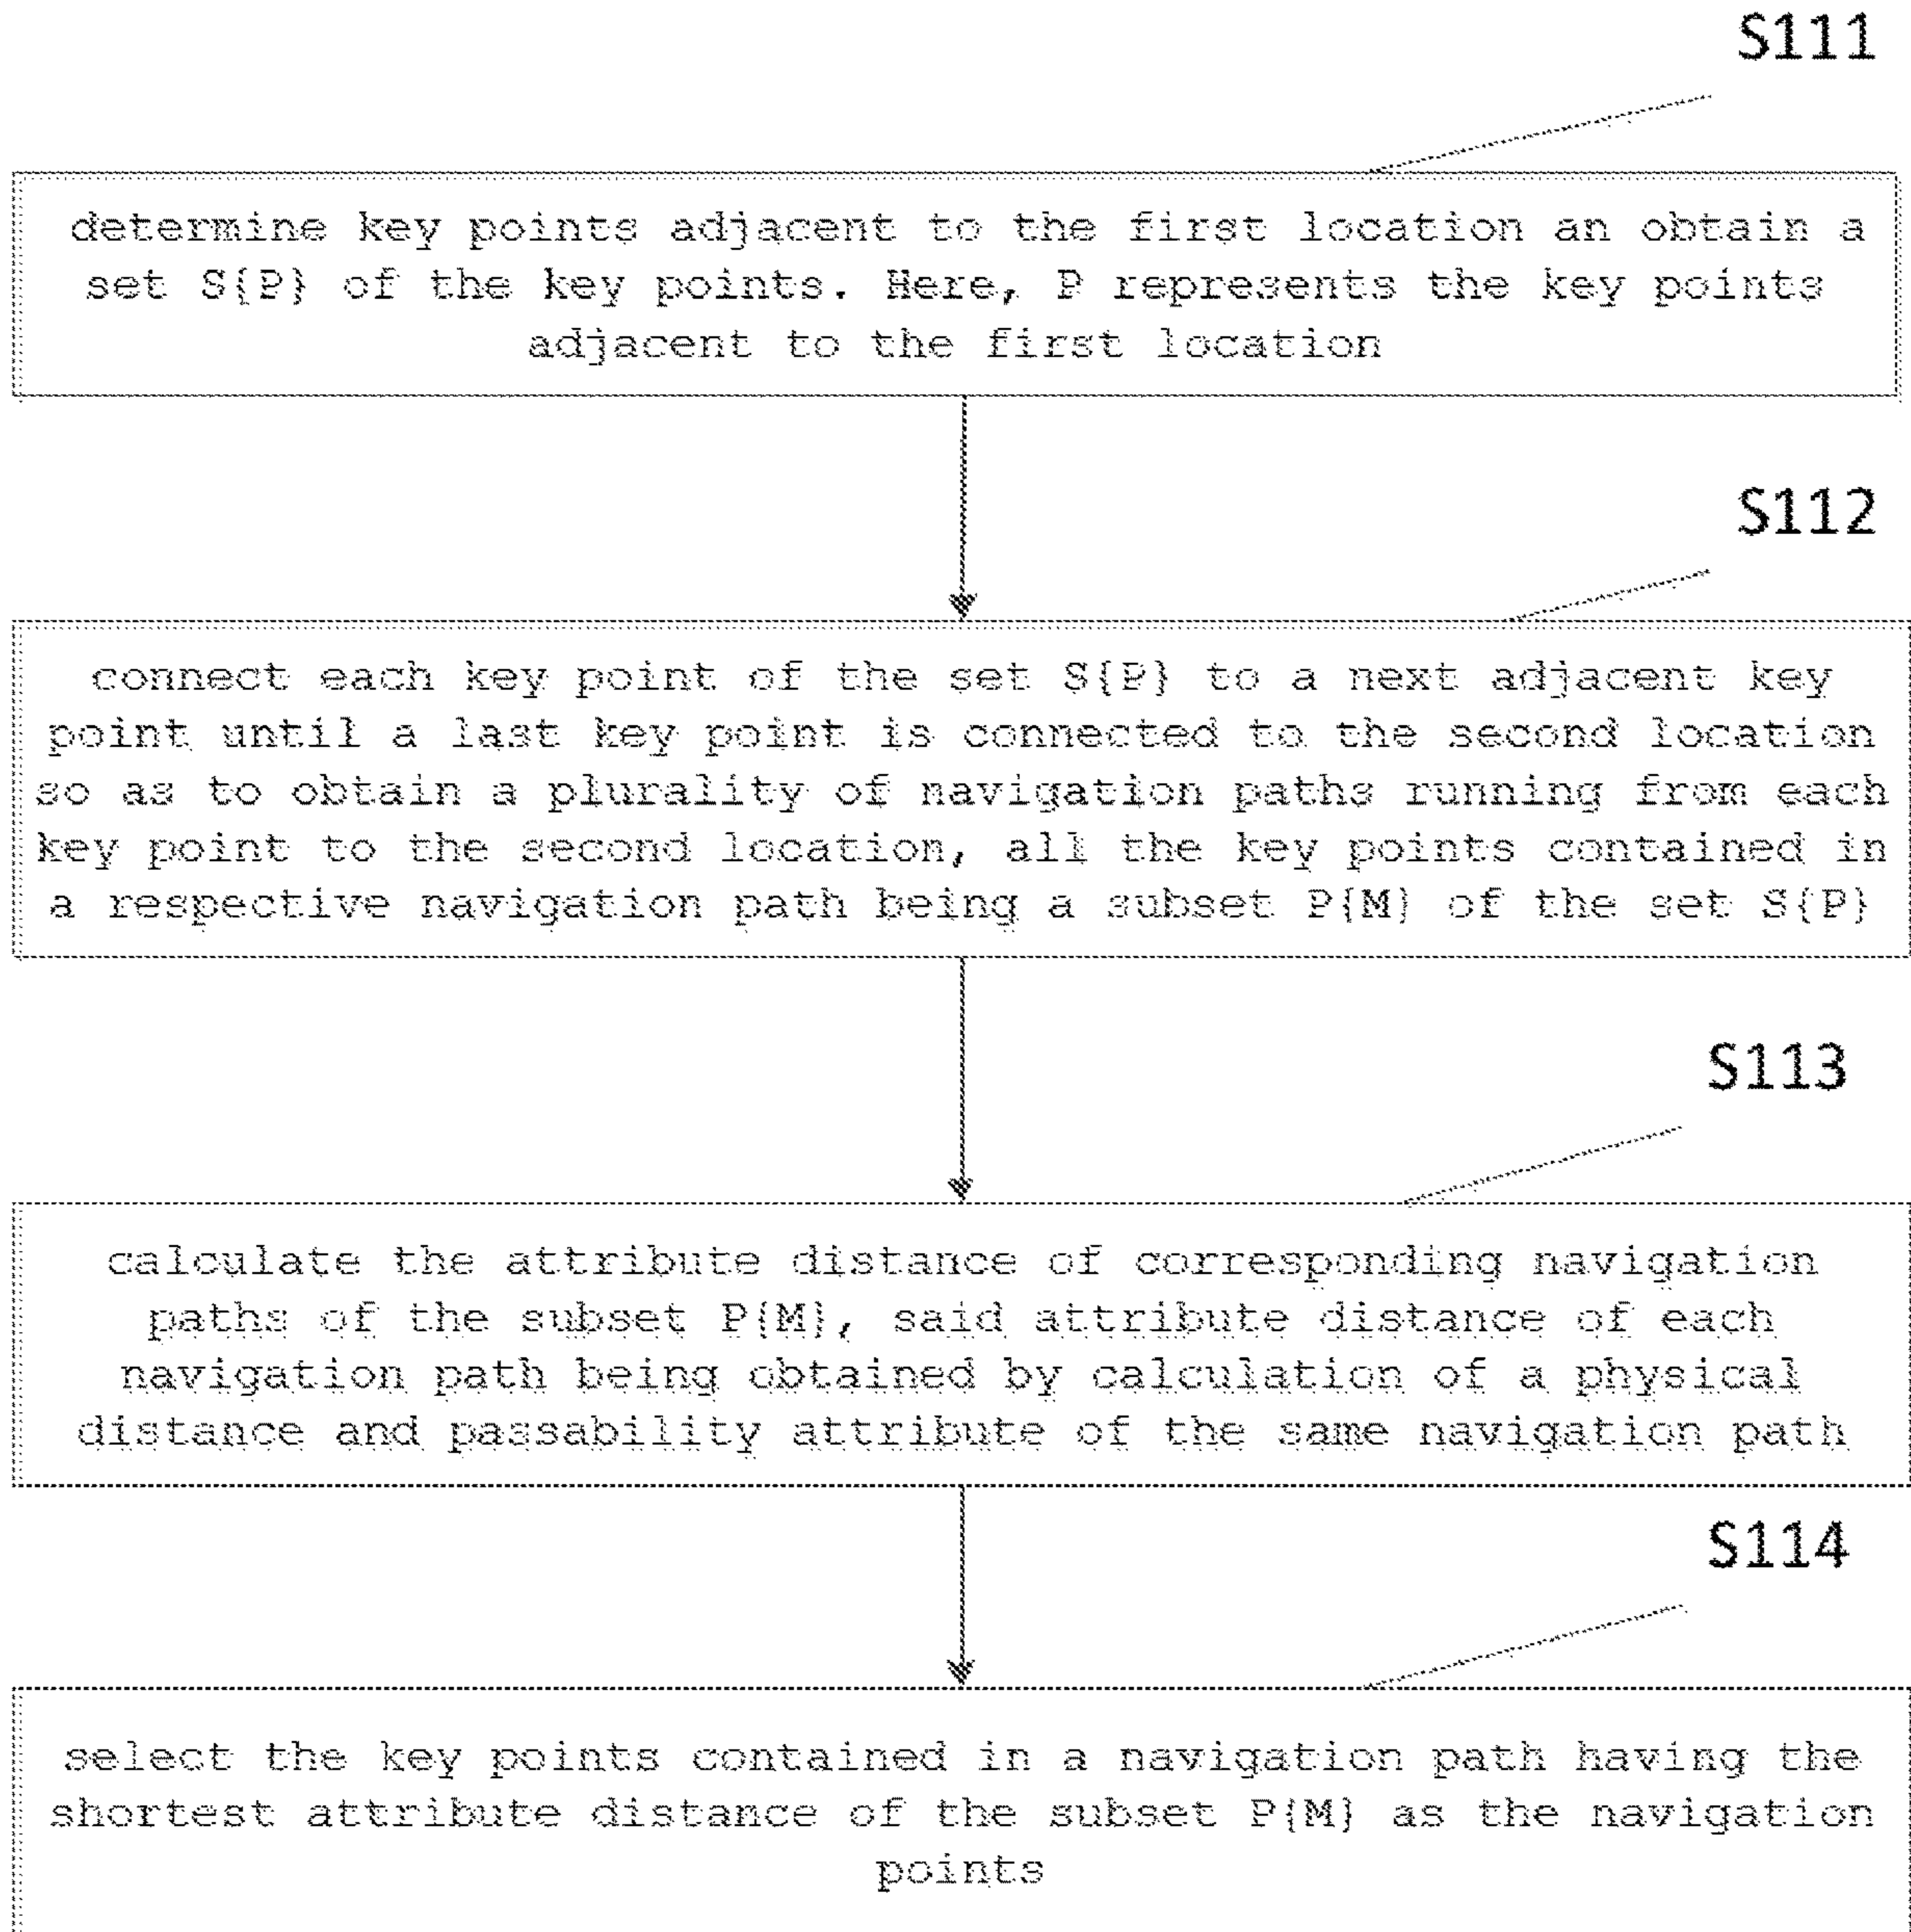 S111
determine key points adjacent to the first location an obtain a
set S{P} of the key points. Here, P represents the key points
adjacent to the first location
S112
connect each key point of the set S{P} to a next adjacent key
point until a last key point is connected to the second location
so as to obtain a plurality of navigation paths running from each
key point to the second location, all the key points contained in
a respective navigation path being a subset P{M} of the set S{P}
S113
calculate the attribute distance of corresponding navigation
paths of the subset P{M}, said attribute distance of each
navigation path being obtained by calculation of a physical
distance and passability attribute of the same navigation path
S114
select the key points contained in a navigation path having the
shortest attribute distance of the subset P{M} as the navigation
points